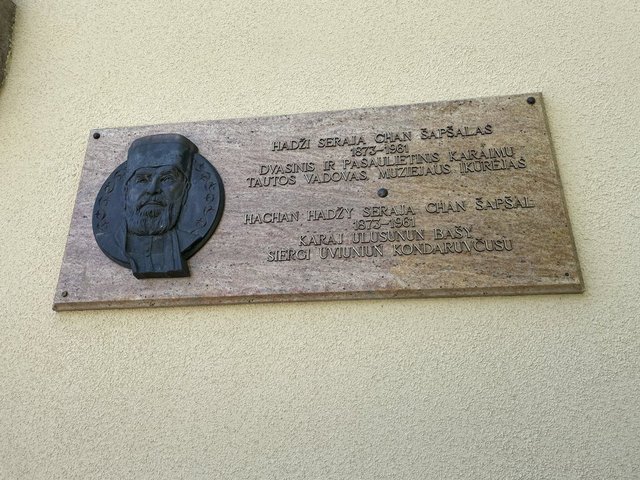 HADŽI SERAJA CHAN ŠAPŠALAS
1873-1961
DVASINIS IR PASAULIETINIS KARAIMŲ
TAUTOS VADOVAS, MUZIEJAUS ĮKŪRĖJAS
HACHAN HADŽY SERAJA CHAN ŠAPŠAL
1873-1961
KARAJ ULUSUNUN BAŠY
SIERGI ÜVIUNIUŃ KONDARUVČUSU